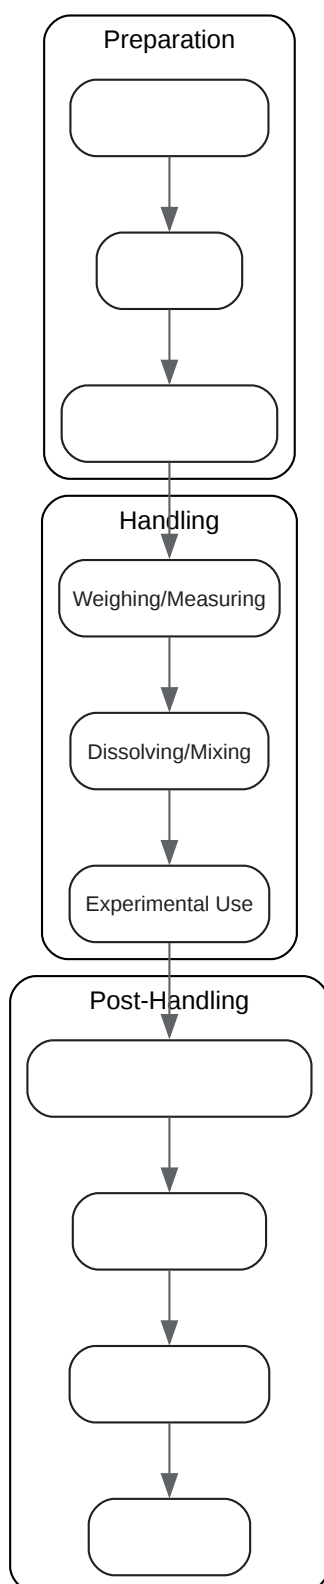 Preparation
Handling
Weighing/Measuring
Dissolving/Mixing
Experimental Use
Post-Handling